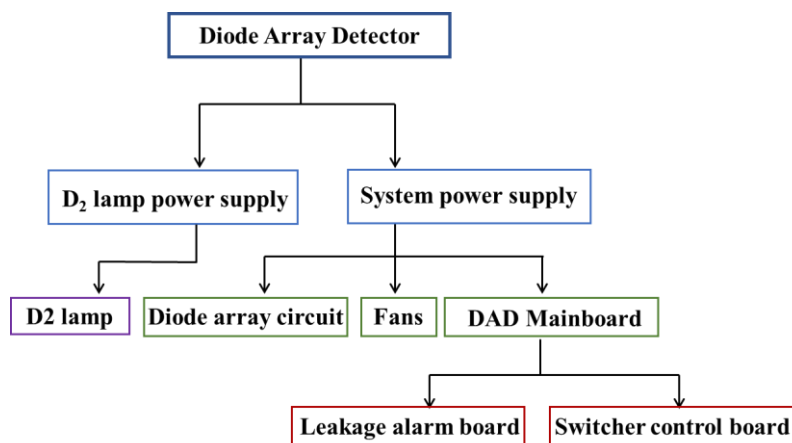 Diode Array Detector
D₂ lamp power supply
System power supply
D2 lamp
Diode array circuit
Fans
DAD Mainboard
Leakage alarm board
Switcher control board